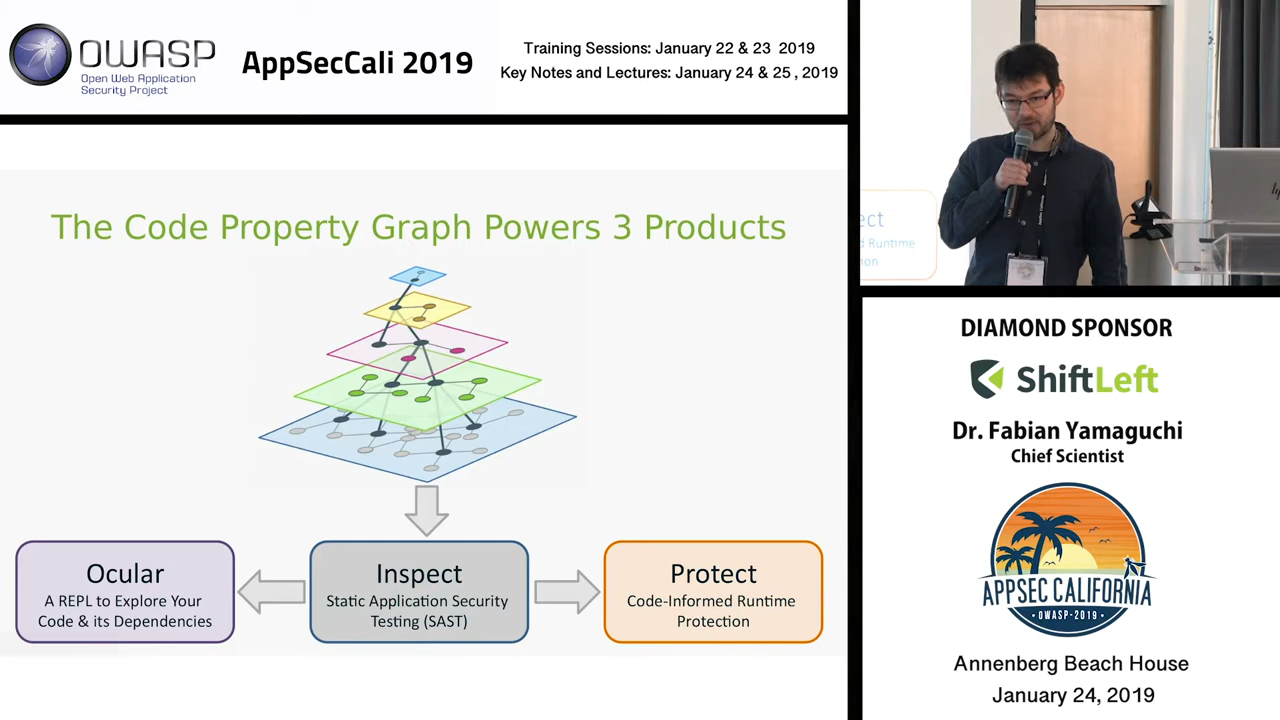 OWASP
Open Web Application
Security Project
AppSecCali 2019
Training Sessions: January 22 & 23 2019
Key Notes and Lectures: January 24 & 25 , 2019
The Code Property Graph Powers 3 Products
Ocular
A REPL to Explore Your
Code & its Dependencies
Inspect
Static Application Security
Testing (SAST)
Protect
Code-Informed Runtime
Protection
ect
d Runtime
on
DIAMOND SPONSOR
ShiftLeft
Dr. Fabian Yamaguchi
Chief Scientist
APPSEC CALIFORNIA
• OWASP-2019 •
Annenberg Beach House
January 24, 2019